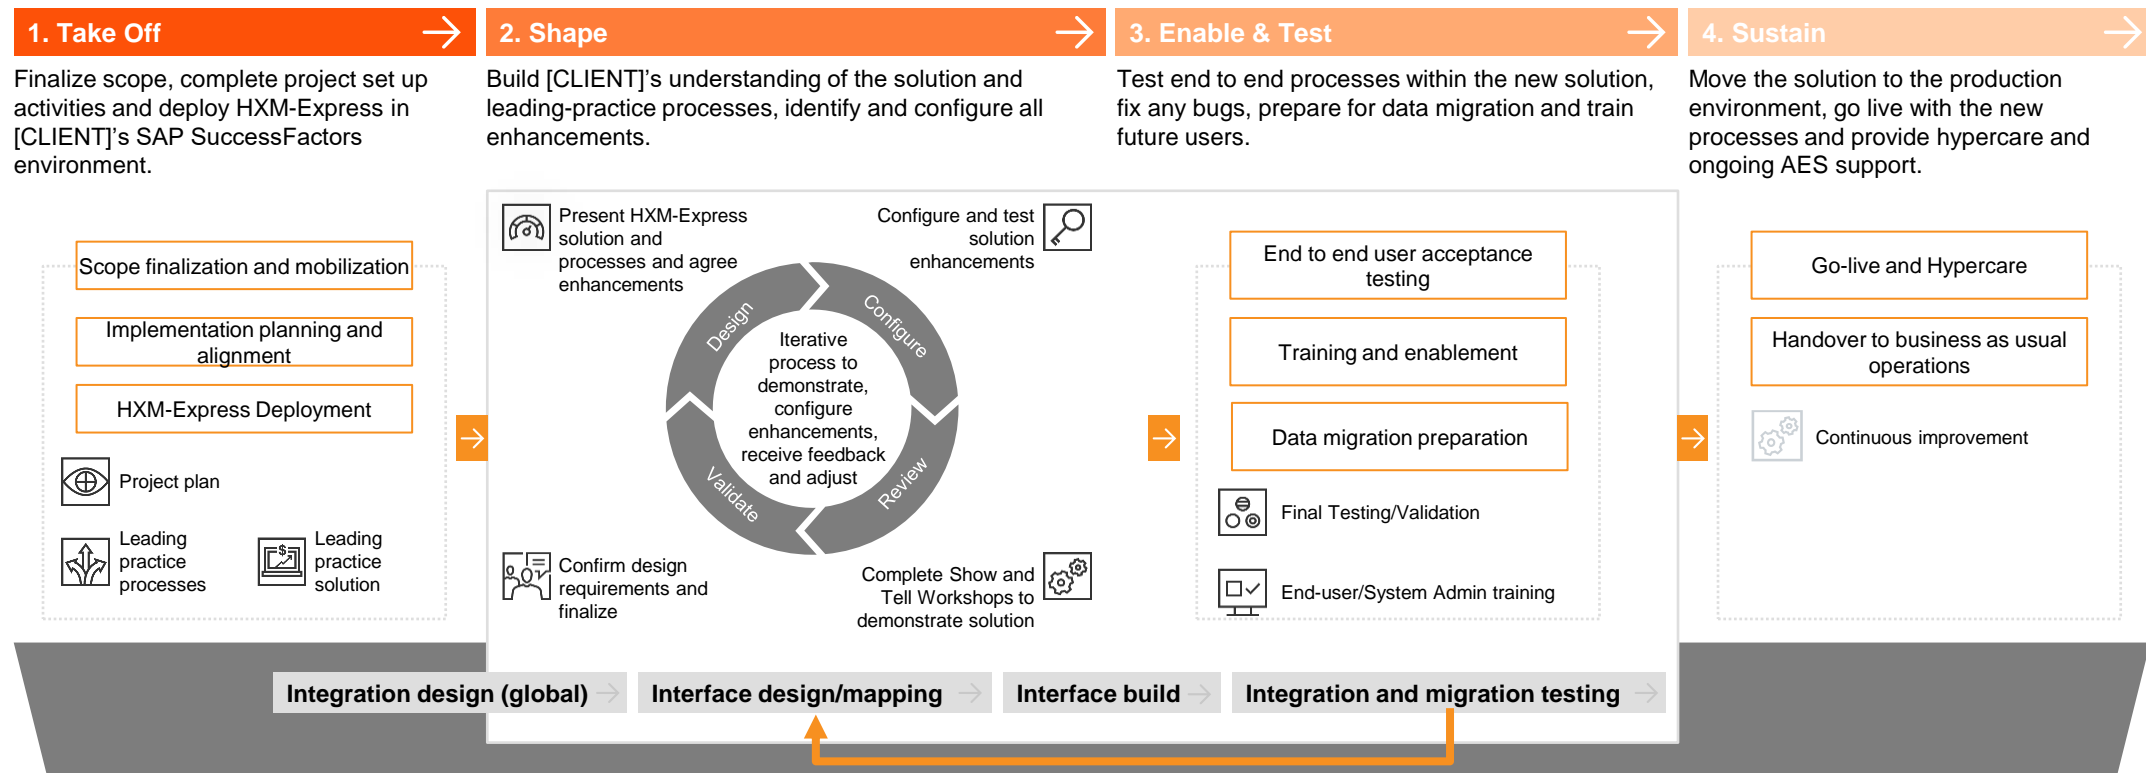 1. Take Off
2. Shape
3. Enable & Test
4. Sustain
Finalize scope, complete project set up
activities and deploy HXM-Express in
[CLIENT]'s SAP SuccessFactors
environment.
Build [CLIENT]'s understanding of the solution and
leading-practice processes, identify and configure all
enhancements.
Test end to end processes within the new solution,
fix any bugs, prepare for data migration and train
future users.
Move the solution to the production
environment, go live with the new
processes and provide hypercare and
ongoing AES support.
Scope finalization and mobilization
Implementation planning and
alignment
HXM-Express Deployment
Project plan
Leading
practice
processes
Leading
practice
solution
Present HXM-Express
solution and
processes and agree
enhancements
Configure and test
solution
enhancements
Design
Configure
Review
Validate
Iterative
process to
demonstrate,
configure
enhancements,
receive feedback
and adjust
Confirm design
requirements and
finalize
Complete Show and
Tell Workshops to
demonstrate solution
End to end user acceptance
testing
Training and enablement
Data migration preparation
Final Testing/Validation
End-user/System Admin training
Go-live and Hypercare
Handover to business as usual
operations
Continuous improvement
Integration design (global)
Interface design/mapping
Interface build
Integration and migration testing